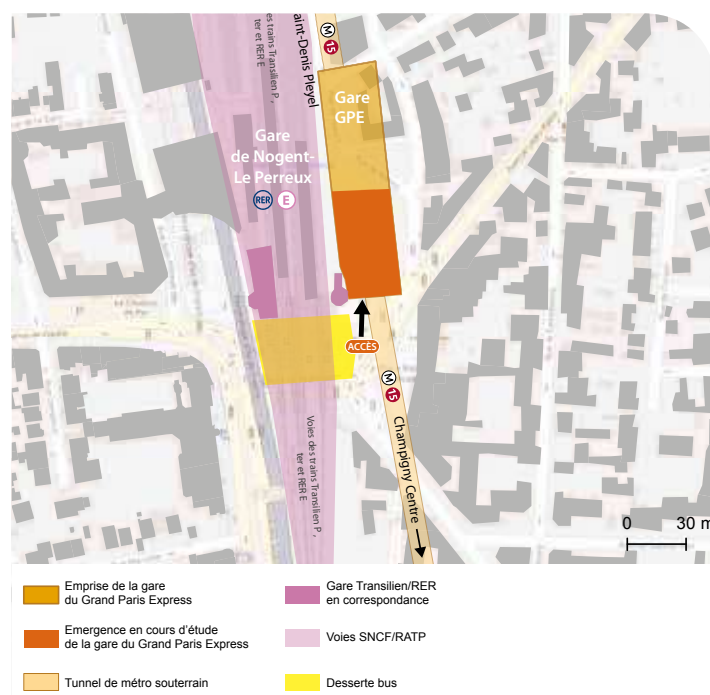 M
15
aint-Denis Pleyel
Voies des trains Transilien P ,
ter et RER E
Gare
GPE
Gare
de Nogent-
Le Perreux
RER E
ACCÈS
M
15
Champigny Centre
Voies des trains Transilien P ,
ter et RER E
0 30 m
Emprise de la gare
du Grand Paris Express
Gare Transilien/RER
en correspondance
Emergence en cours d'étude
de la gare du Grand Paris Express
Voies SNCF/RATP
Tunnel de métro souterrain
Desserte bus